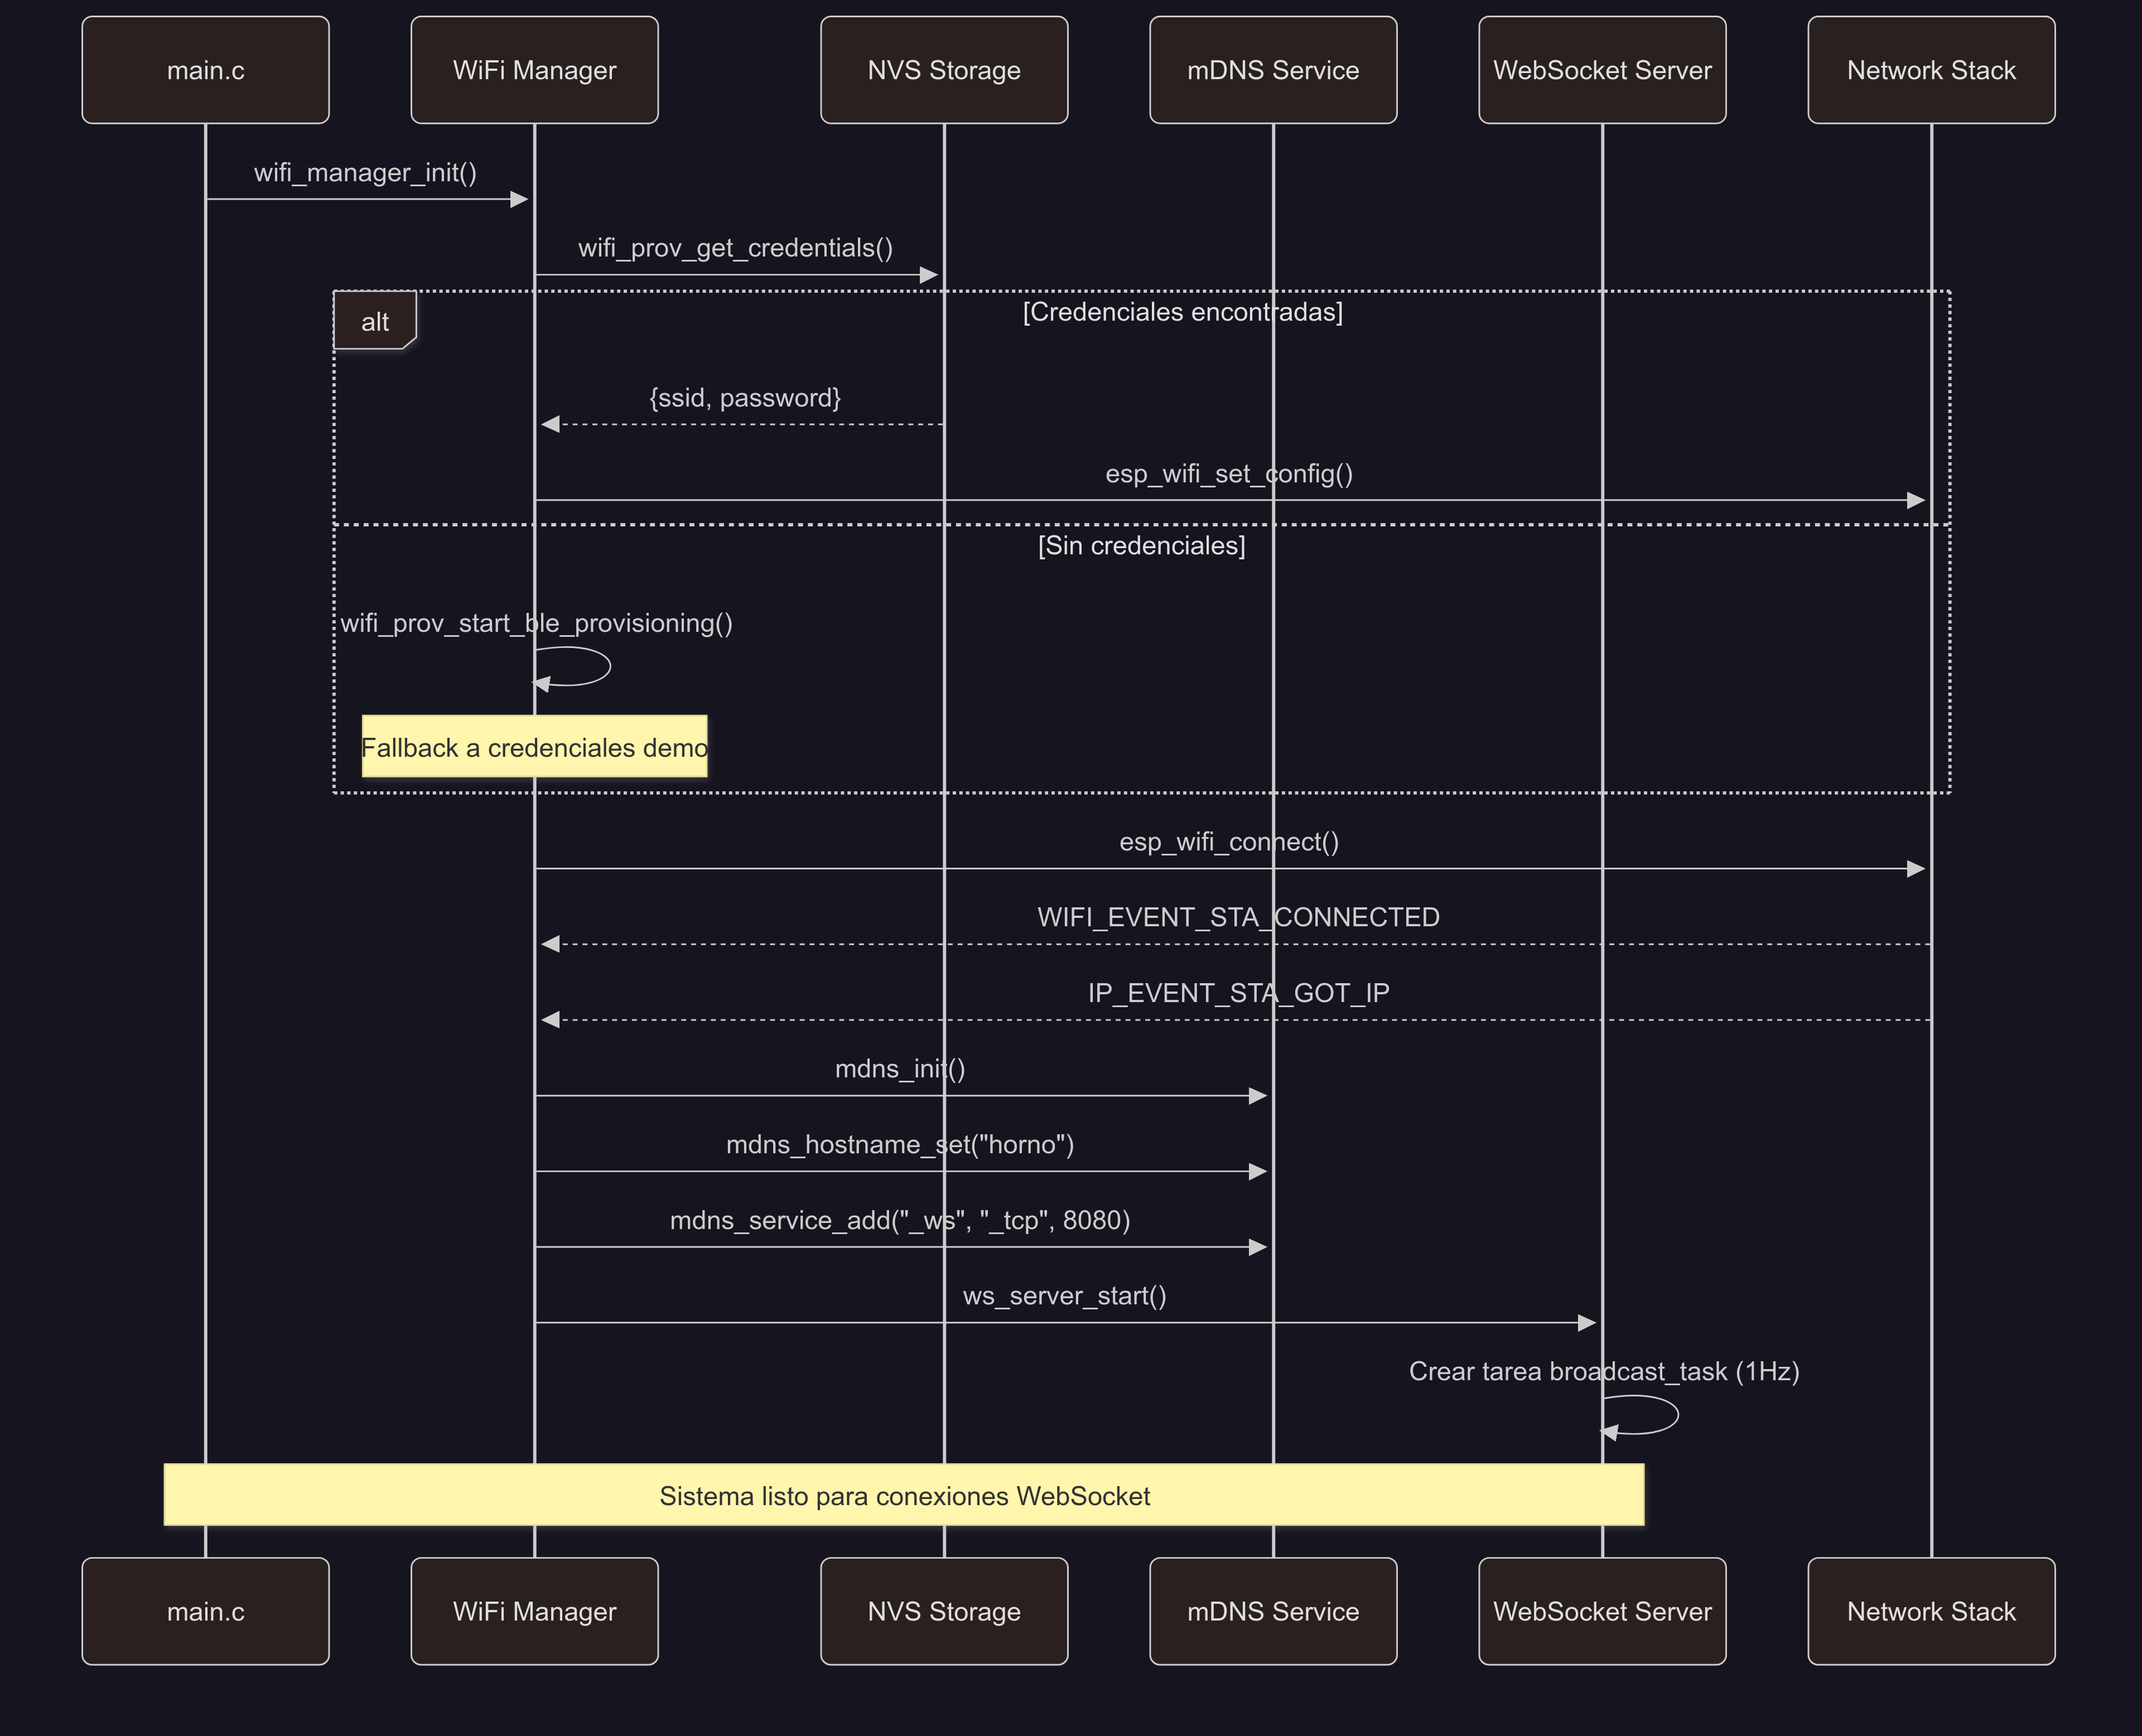 main.c
WiFi Manager
NVS Storage
mDNS Service
WebSocket Server
Network Stack
wifi_manager_init()
wifi_prov_get_credentials()
alt
[Credenciales encontradas]
{ssid, password}
esp_wifi_set_config()
[Sin credenciales]
wifi_prov_start_ble_provisioning()
Fallback a credenciales demo
esp_wifi_connect()
WIFI_EVENT_STA_CONNECTED
IP_EVENT_STA_GOT_IP
mdns_init()
mdns_hostname_set("horno")
mdns_service_add("_ws", "_tcp", 8080)
ws_server_start()
Crear tarea broadcast_task (1Hz)
Sistema listo para conexiones WebSocket
main.c
WiFi Manager
NVS Storage
mDNS Service
WebSocket Server
Network Stack